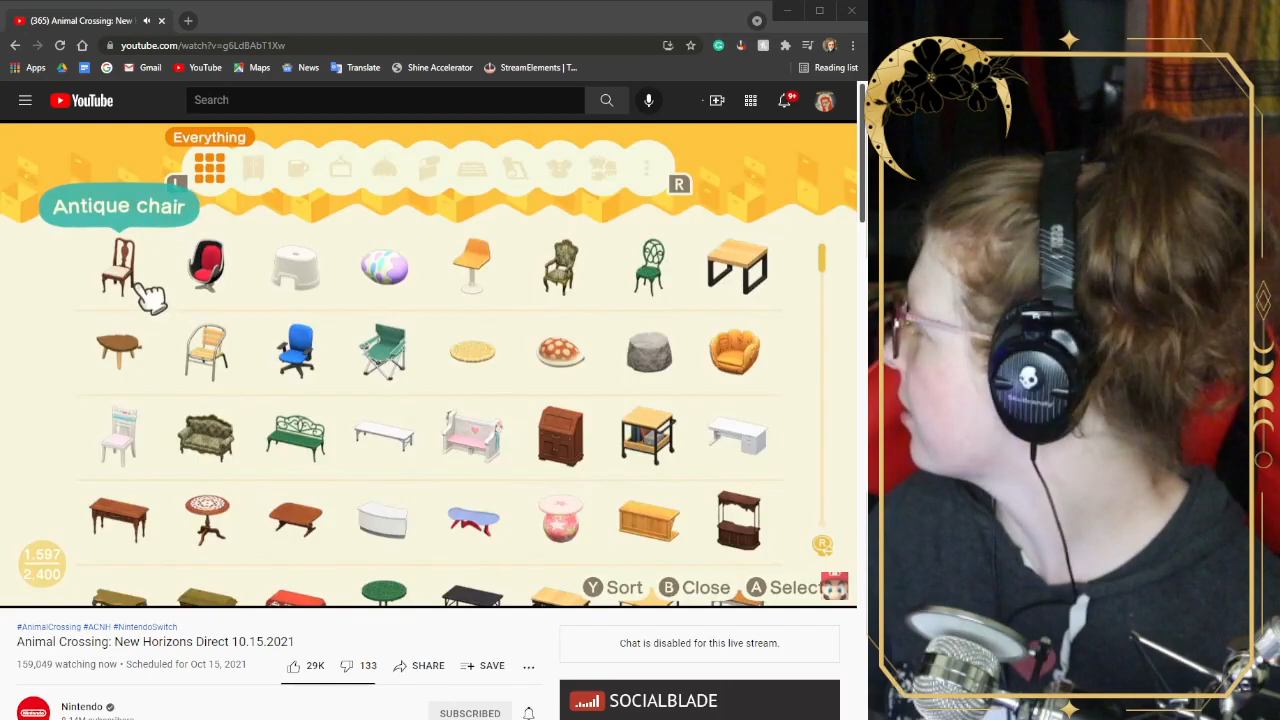 (365) Animal Crossing: New
youtube.com/watch?v=g6LdBAbT1Xw
Apps
Gmail
YouTube
Maps
News
Translate
Shine Accelerator
StreamElements | T...
Reading list
YouTube
Search
9+
Everything
R
Antique chair
1,597
2,400
R
Y Sort
B Close
A Select
#AnimalCrossing #ACNH #NintendoSwitch
Animal Crossing: New Horizons Direct 10.15.2021
159,049 watching now • Scheduled for Oct 15, 2021
29K
133
SHARE
SAVE
Chat is disabled for this live stream.
Nintendo
SUBSCRIBED
SOCIALBLADE